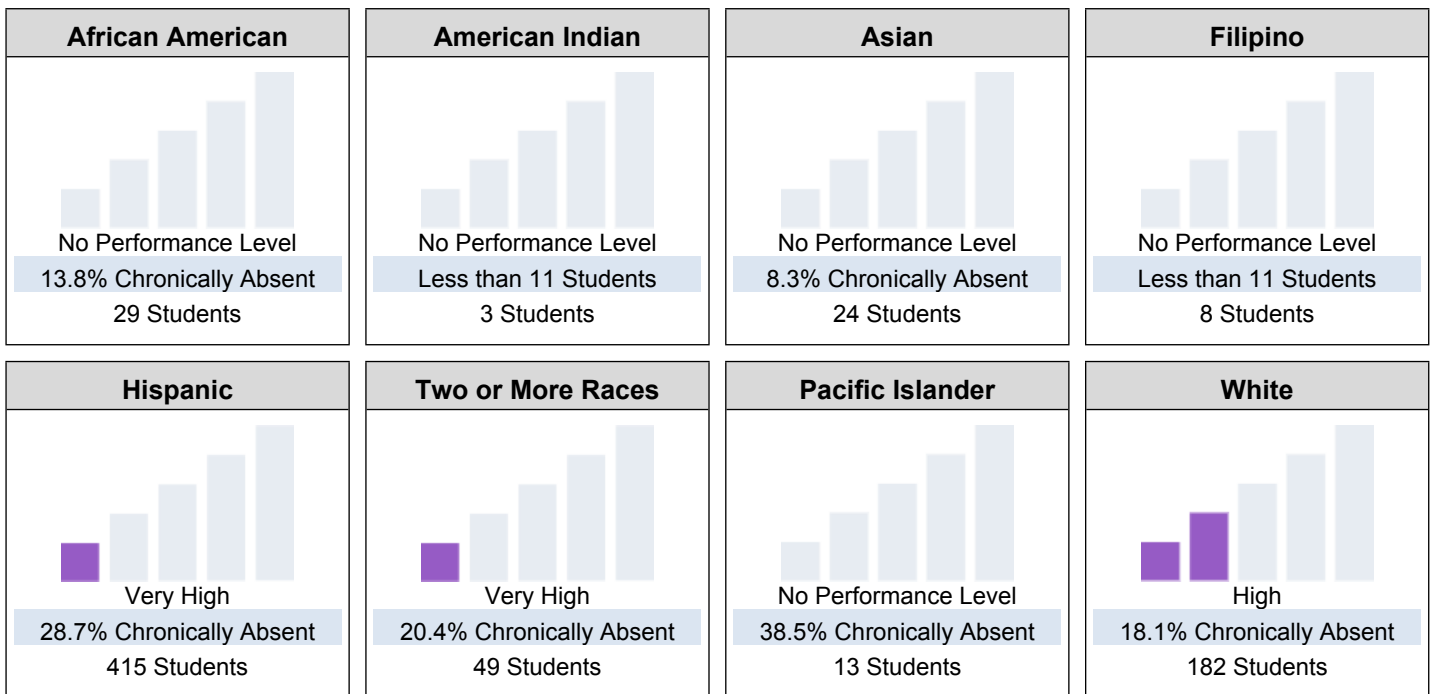 African American
No Performance Level
13.8% Chronically Absent
29 Students
American Indian
No Performance Level
Less than 11 Students
3 Students
Asian
No Performance Level
8.3% Chronically Absent
24 Students
Filipino
No Performance Level
Less than 11 Students
8 Students
Hispanic
Very High
28.7% Chronically Absent
415 Students
Two or More Races
Very High
20.4% Chronically Absent
49 Students
Pacific Islander
No Performance Level
38.5% Chronically Absent
13 Students
White
High
18.1% Chronically Absent
182 Students